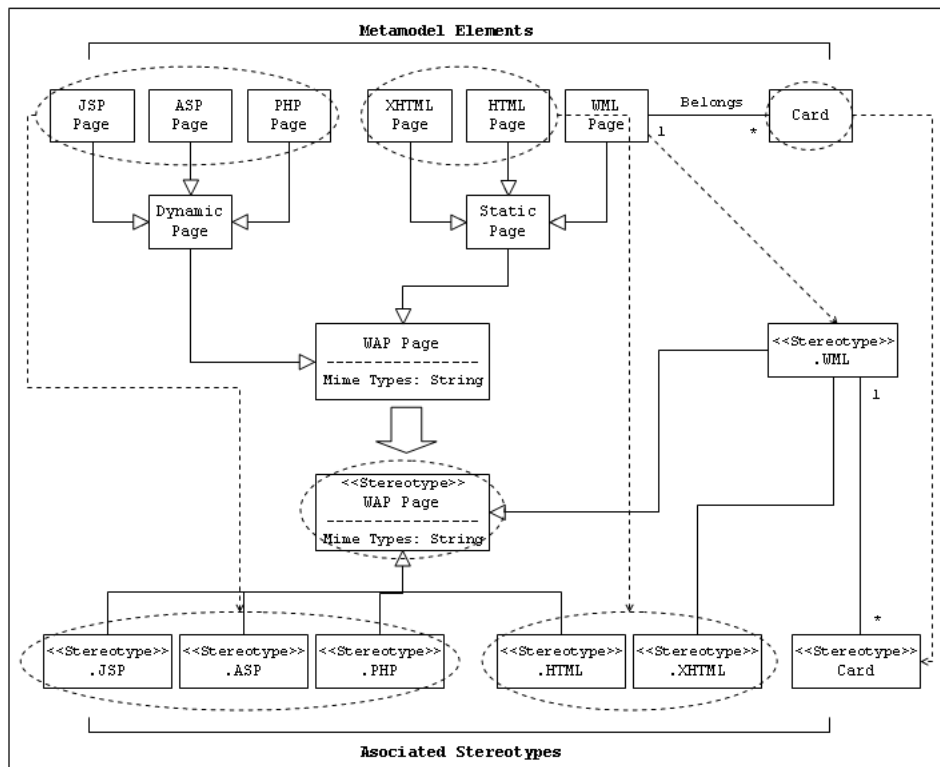 Metamodel Elements
JSP
Page
ASP
Page
PHP
Page
XHTML
Page
HTML
Page
WML
Page
Belongs
1
*
Card
Dynamic
Page
Static
Page
WAP Page
Mime Types: String
<<Stereotype>>
.WML
1
<<Stereotype>>
WAP Page
Mime Types: String
*
<<Stereotype>>
.JSP
<<Stereotype>>
.ASP
<<Stereotype>>
.PHP
<<Stereotype>>
.HTML
<<Stereotype>>
.XHTML
<<Stereotype>>
Card
Asociated Stereotypes